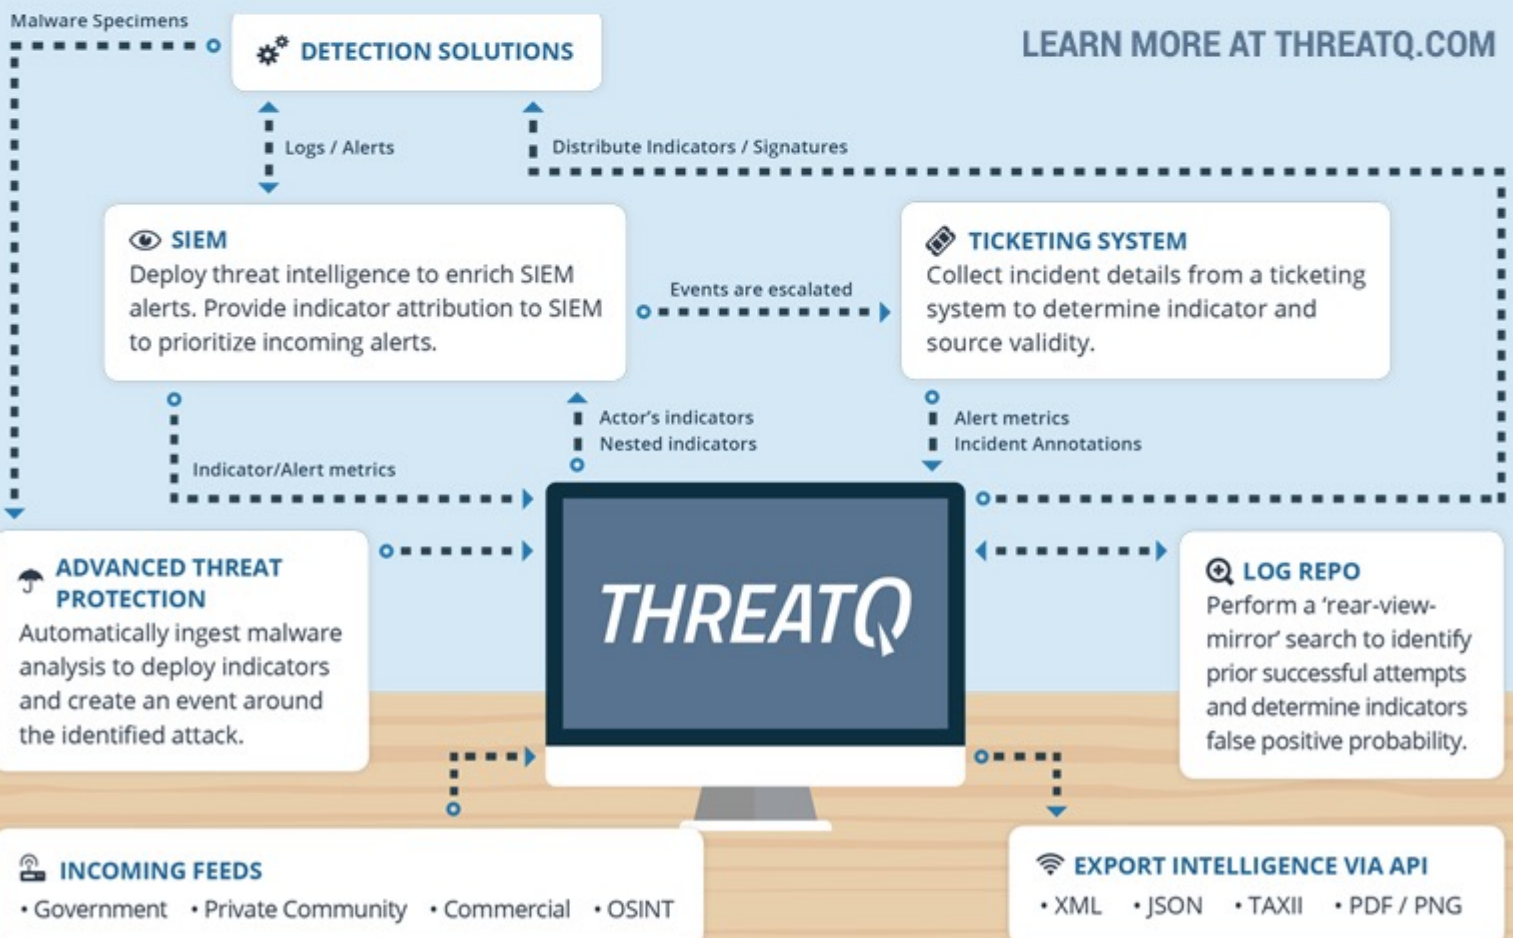 Malware Specimens
DETECTION SOLUTIONS
LEARN MORE AT THREATQ.COM
Logs / Alerts
Distribute Indicators / Signatures
SIEM
Deploy threat intelligence to enrich SIEM
alerts. Provide indicator attribution to SIEM
to prioritize incoming alerts.
Events are escalated
TICKETING SYSTEM
Collect incident details from a ticketing
system to determine indicator and
source validity.
Actor's indicators
Nested indicators
Alert metrics
Incident Annotations
Indicator/Alert metrics
ADVANCED THREAT
PROTECTION
Automatically ingest malware
analysis to deploy indicators
and create an event around
the identified attack.
THREATQ
LOG REPO
Perform a ‘rear-view-
mirror’ search to identify
prior successful attempts
and determine indicators
false positive probability.
INCOMING FEEDS
• Government • Private Community • Commercial • OSINT
EXPORT INTELLIGENCE VIA API
• XML • JSON • TAXII • PDF / PNG